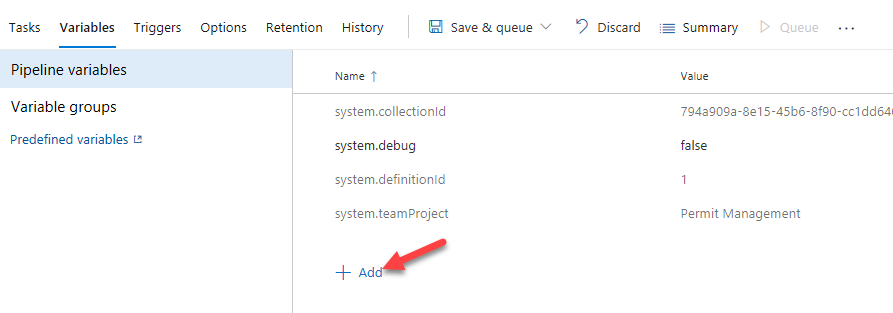 Tasks Variables Triggers Options Retention History Save & queue Discard Summary Queue ...
Pipeline variables
Name ↑ Value
Variable groups
system.collectionId 794a909a-8e15-45b6-8f90-cc1dd64
Predefined variables
system.debug false
system.definitionId 1
system.teamProject Permit Management
+ Add